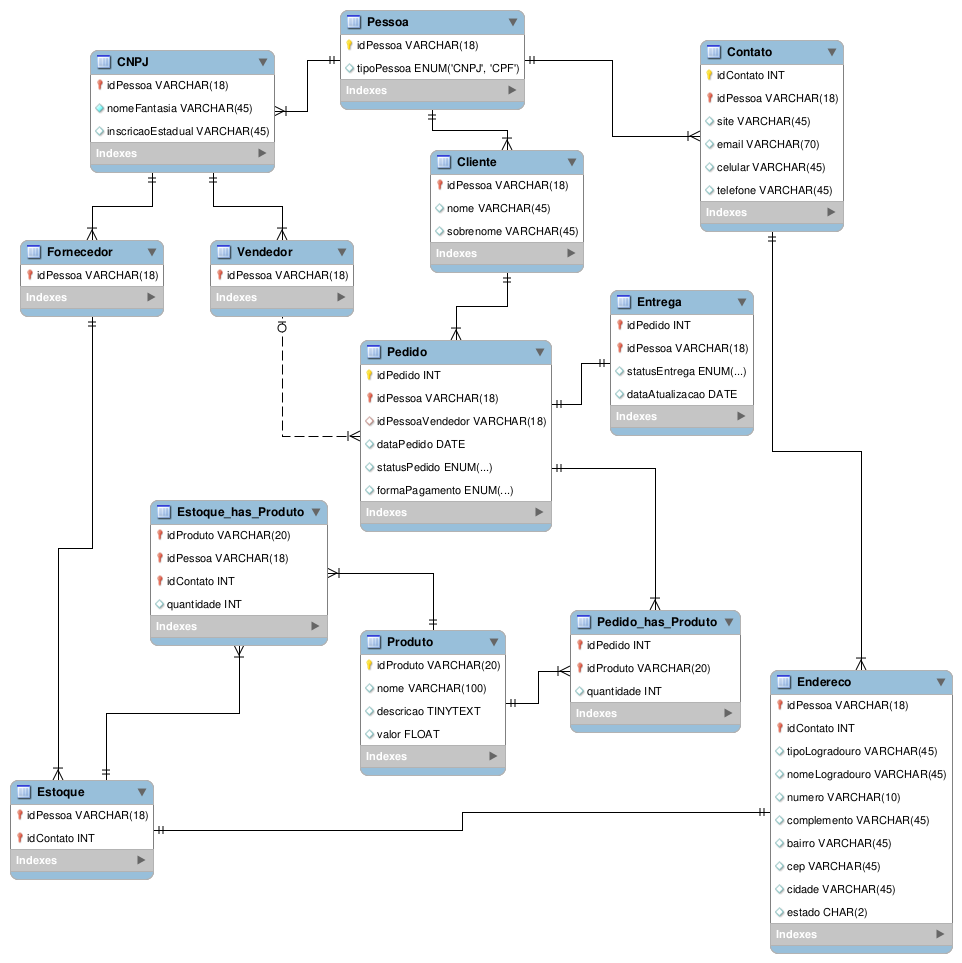 Pessoa
idPessoa VARCHAR(18)
tipoPessoa ENUM('CNPJ', 'CPF')
Indexes
CNPJ
idPessoa VARCHAR(18)
nomeFantasia VARCHAR(45)
inscricaoEstadual VARCHAR(45)
Indexes
Contato
idContato INT
idPessoa VARCHAR(18)
site VARCHAR(45)
email VARCHAR(70)
celular VARCHAR(45)
telefone VARCHAR(45)
Indexes
Cliente
idPessoa VARCHAR(18)
nome VARCHAR(45)
sobrenome VARCHAR(45)
Indexes
Fornecedor
idPessoa VARCHAR(18)
Indexes
Vendedor
idPessoa VARCHAR(18)
Indexes
Entrega
idPedido INT
idPessoa VARCHAR(18)
statusEntrega ENUM(...)
dataAtualizacao DATE
Indexes
Pedido
idPedido INT
idPessoa VARCHAR(18)
idPessoaVendedor VARCHAR(18)
dataPedido DATE
statusPedido ENUM(...)
formaPagamento ENUM(...)
Indexes
Estoque_has_Produto
idProduto VARCHAR(20)
idPessoa VARCHAR(18)
idContato INT
quantidade INT
Indexes
Produto
idProduto VARCHAR(20)
nome VARCHAR(100)
descricao TINYTEXT
valor FLOAT
Indexes
Pedido_has_Produto
idPedido INT
idProduto VARCHAR(20)
quantidade INT
Indexes
Endereco
idPessoa VARCHAR(18)
idContato INT
tipoLogradouro VARCHAR(45)
nomeLogradouro VARCHAR(45)
numero VARCHAR(10)
complemento VARCHAR(45)
bairro VARCHAR(45)
cep VARCHAR(45)
cidade VARCHAR(45)
estado CHAR(2)
Indexes
Estoque
idPessoa VARCHAR(18)
idContato INT
Indexes